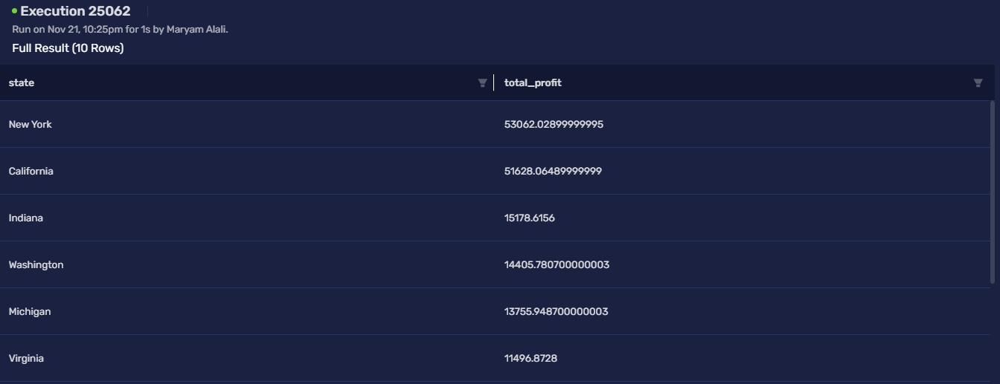 Execution 25062
Run on Nov 21, 10:25pm for 1s by Maryam Alali.
Full Result (10 Rows)
state total_profit
New York 53062.02899999995
California 51628.06489999999
Indiana 15178.6156
Washington 14405.780700000003
Michigan 13755.948700000003
Virginia 11496.8728